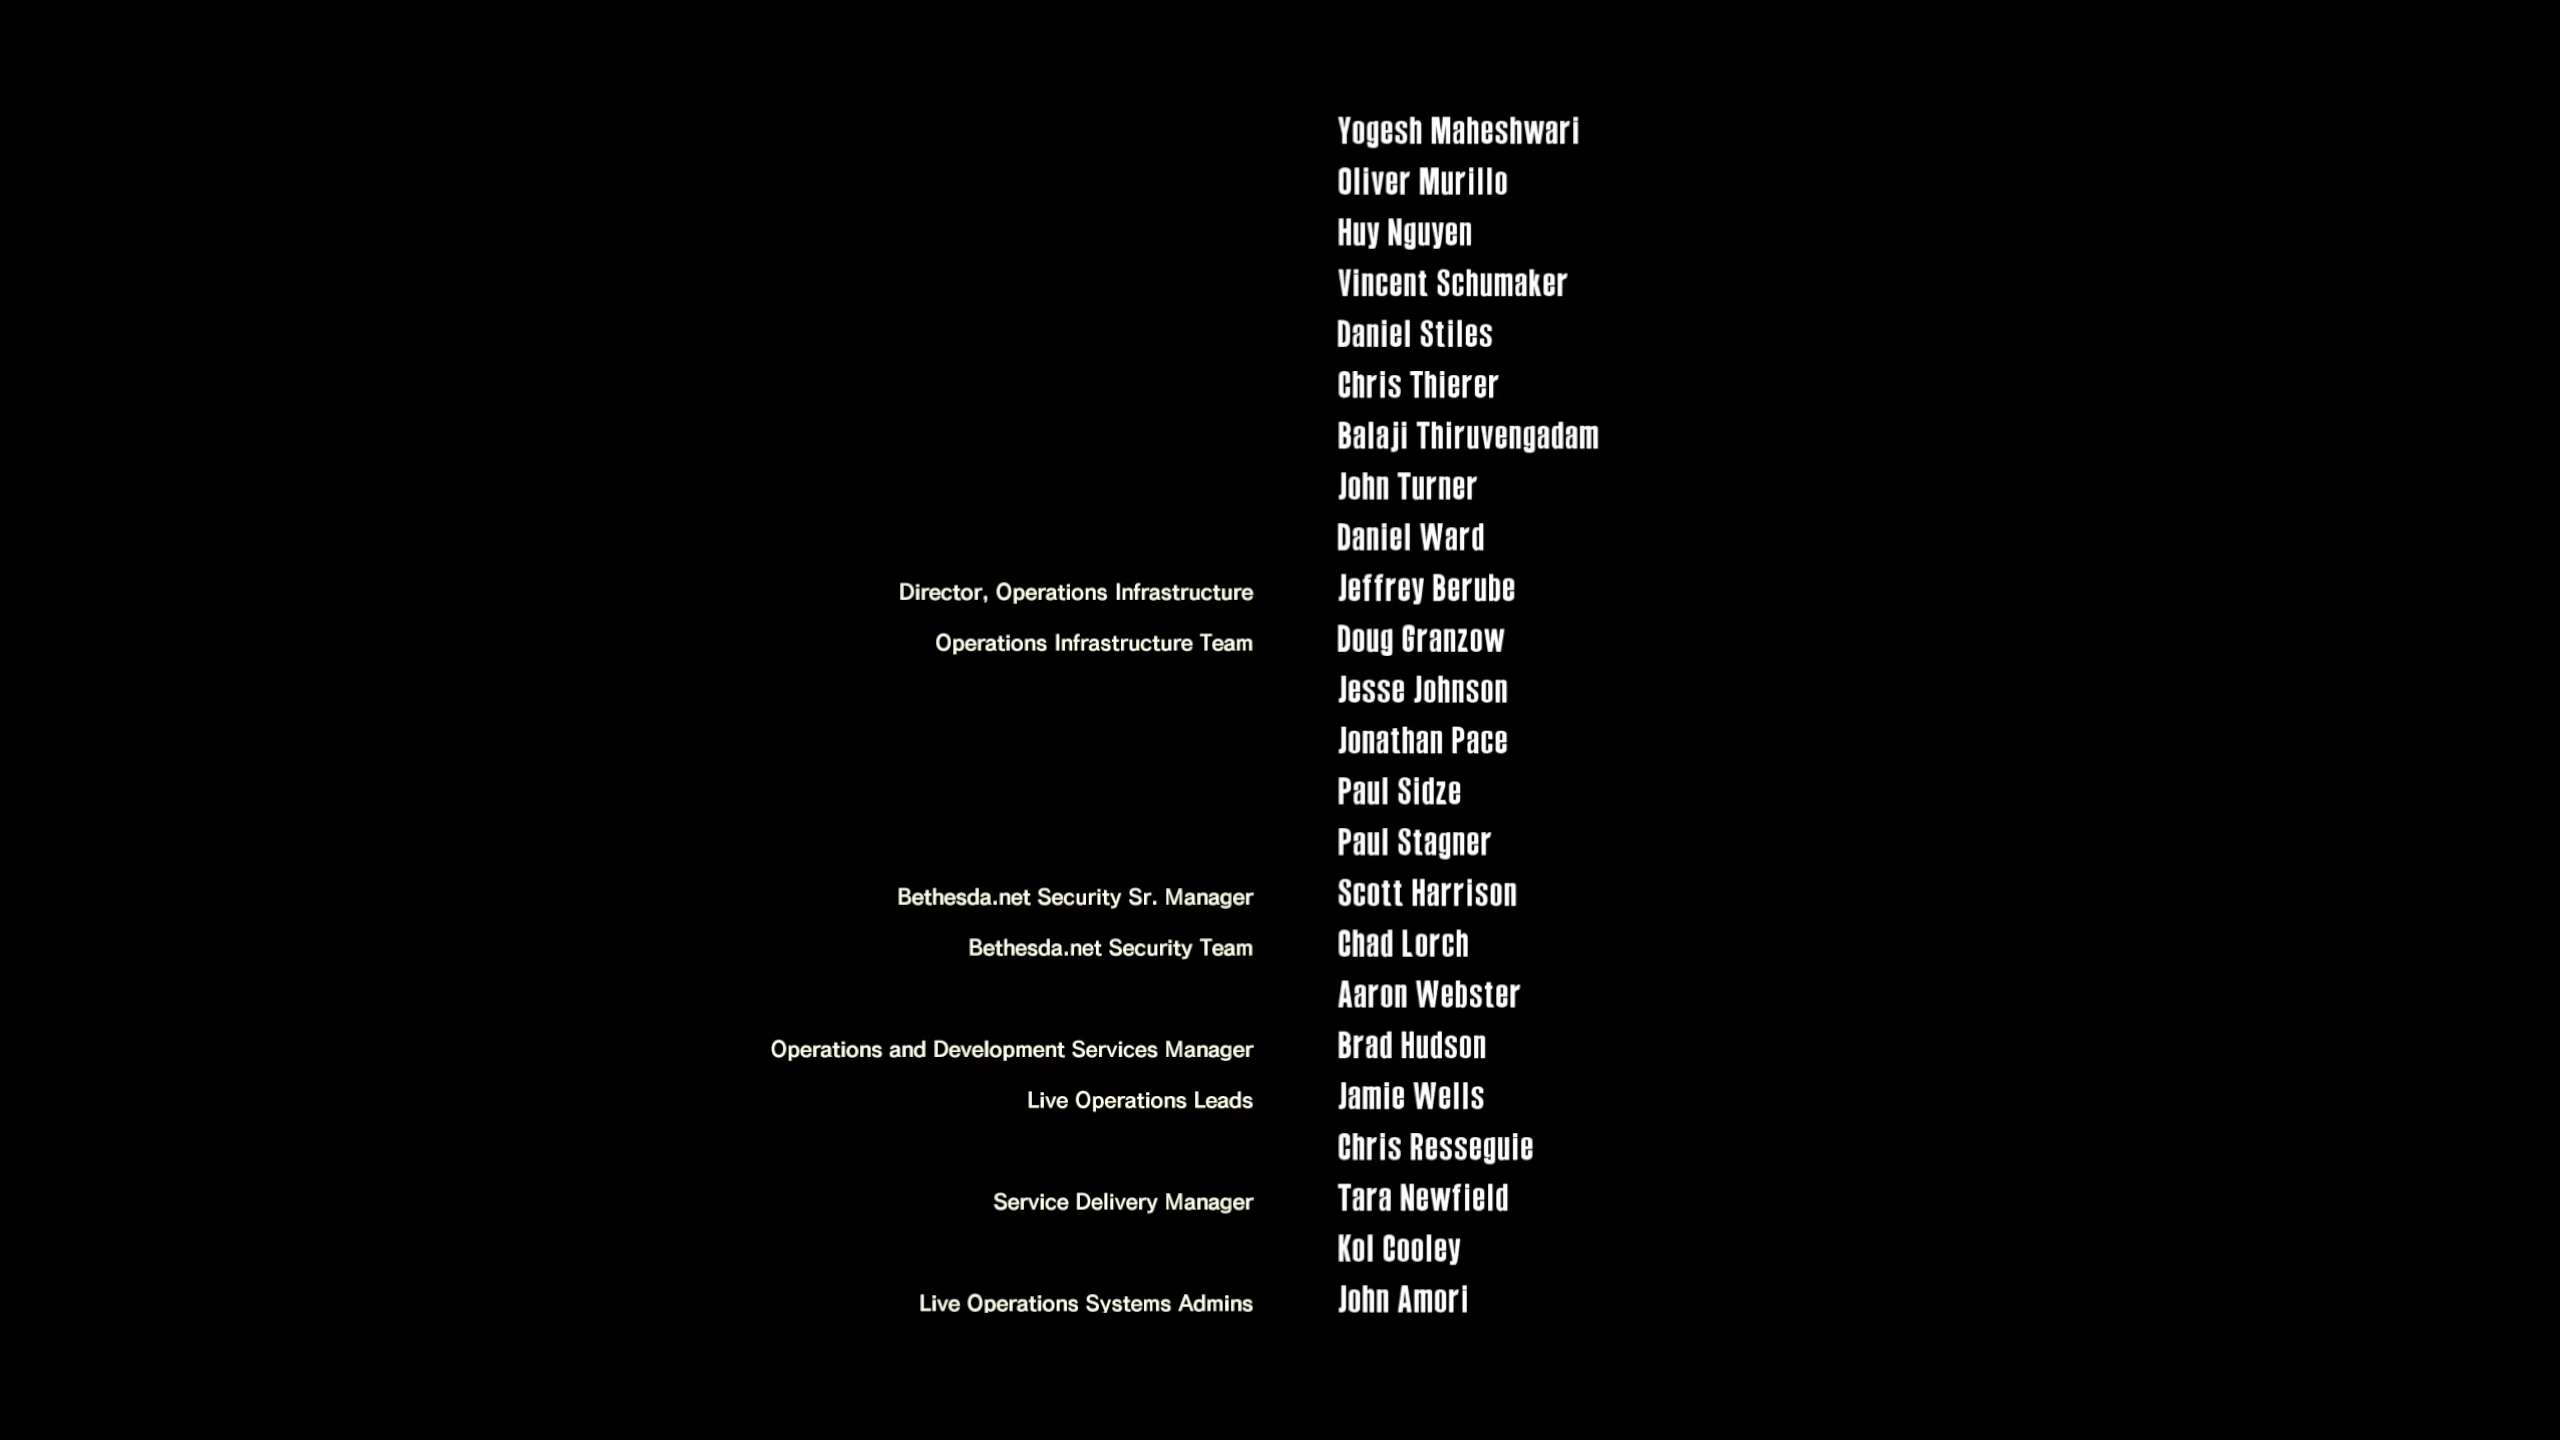 Yogesh Maheshwari
Oliver Murillo
Huy Nguyen
Vincent Schumaker
Daniel Stiles
Chris Thierer
Balaji Thiruvengadam
John Turner
Daniel Ward
Director, Operations Infrastructure Jeffrey Berube
Operations Infrastructure Team Doug Granzow
Jesse Johnson
Jonathan Pace
Paul Sidze
Paul Stagner
Bethesda.net Security Sr. Manager Scott Harrison
Bethesda.net Security Team Chad Lorch
Aaron Webster
Operations and Development Services Manager Brad Hudson
Live Operations Leads Jamie Wells
Chris Resseguie
Service Delivery Manager Tara Newfield
Kol Cooley
Live Operations Systems Admins John Amori